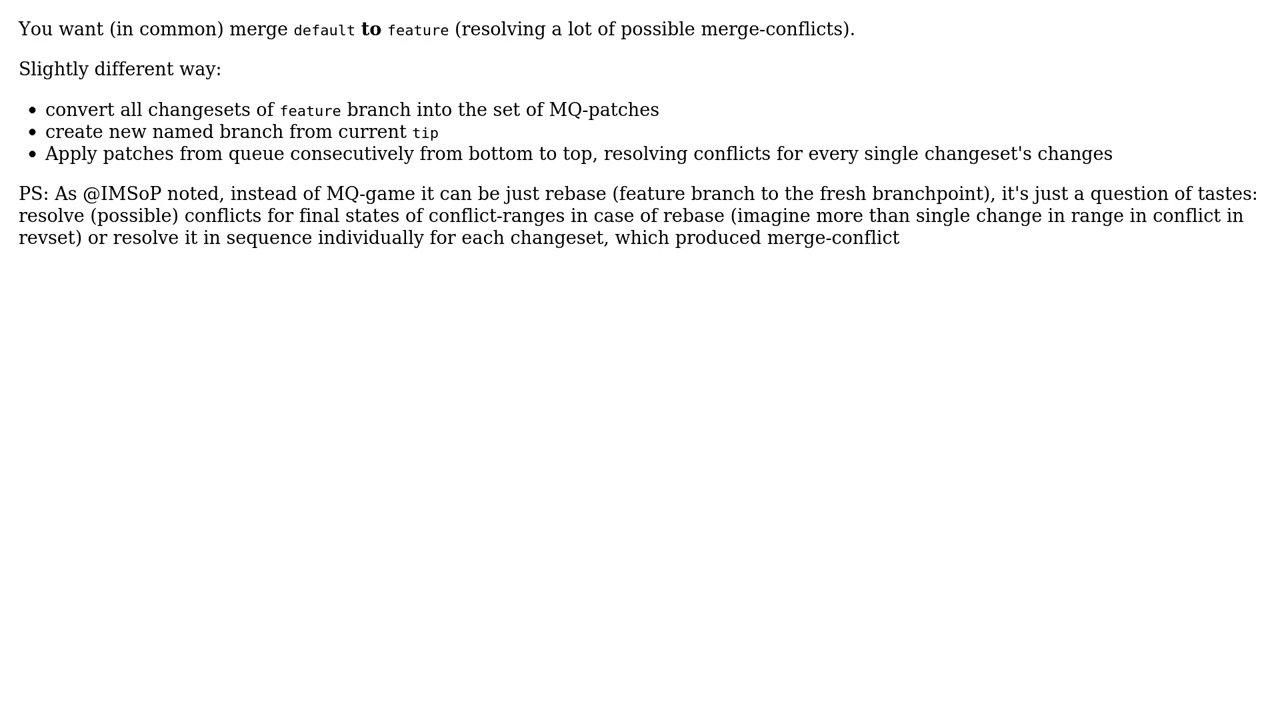 You want (in common) merge default to feature (resolving a lot of possible merge-conflicts).
Slightly different way:
• convert all changesets of feature branch into the set of MQ-patches
• create new named branch from current tip
• Apply patches from queue consecutively from bottom to top, resolving conflicts for every single changeset's changes
PS: As @IMSoP noted, instead of MQ-game it can be just rebase (feature branch to the fresh branchpoint), it's just a question of tastes:
resolve (possible) conflicts for final states of conflict-ranges in case of rebase (imagine more than single change in range in conflict in
revset) or resolve it in sequence individually for each changeset, which produced merge-conflict